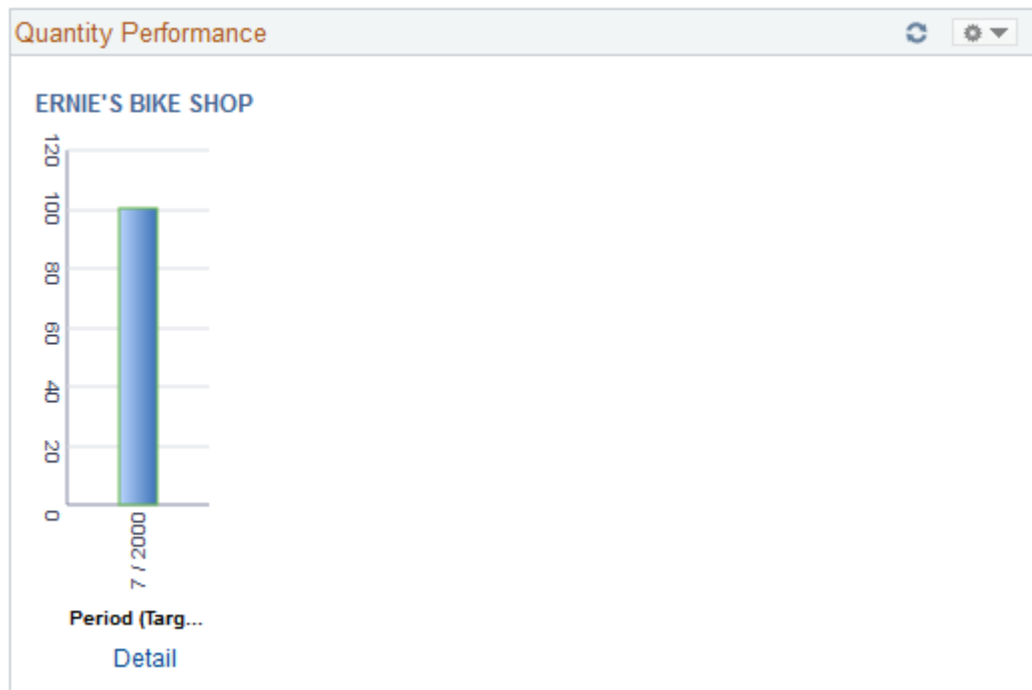 Quantity Performance
ERNIE'S BIKE SHOP
120
100
80
60
40
20
0
7 / 2000
Period (Targ...
Detail